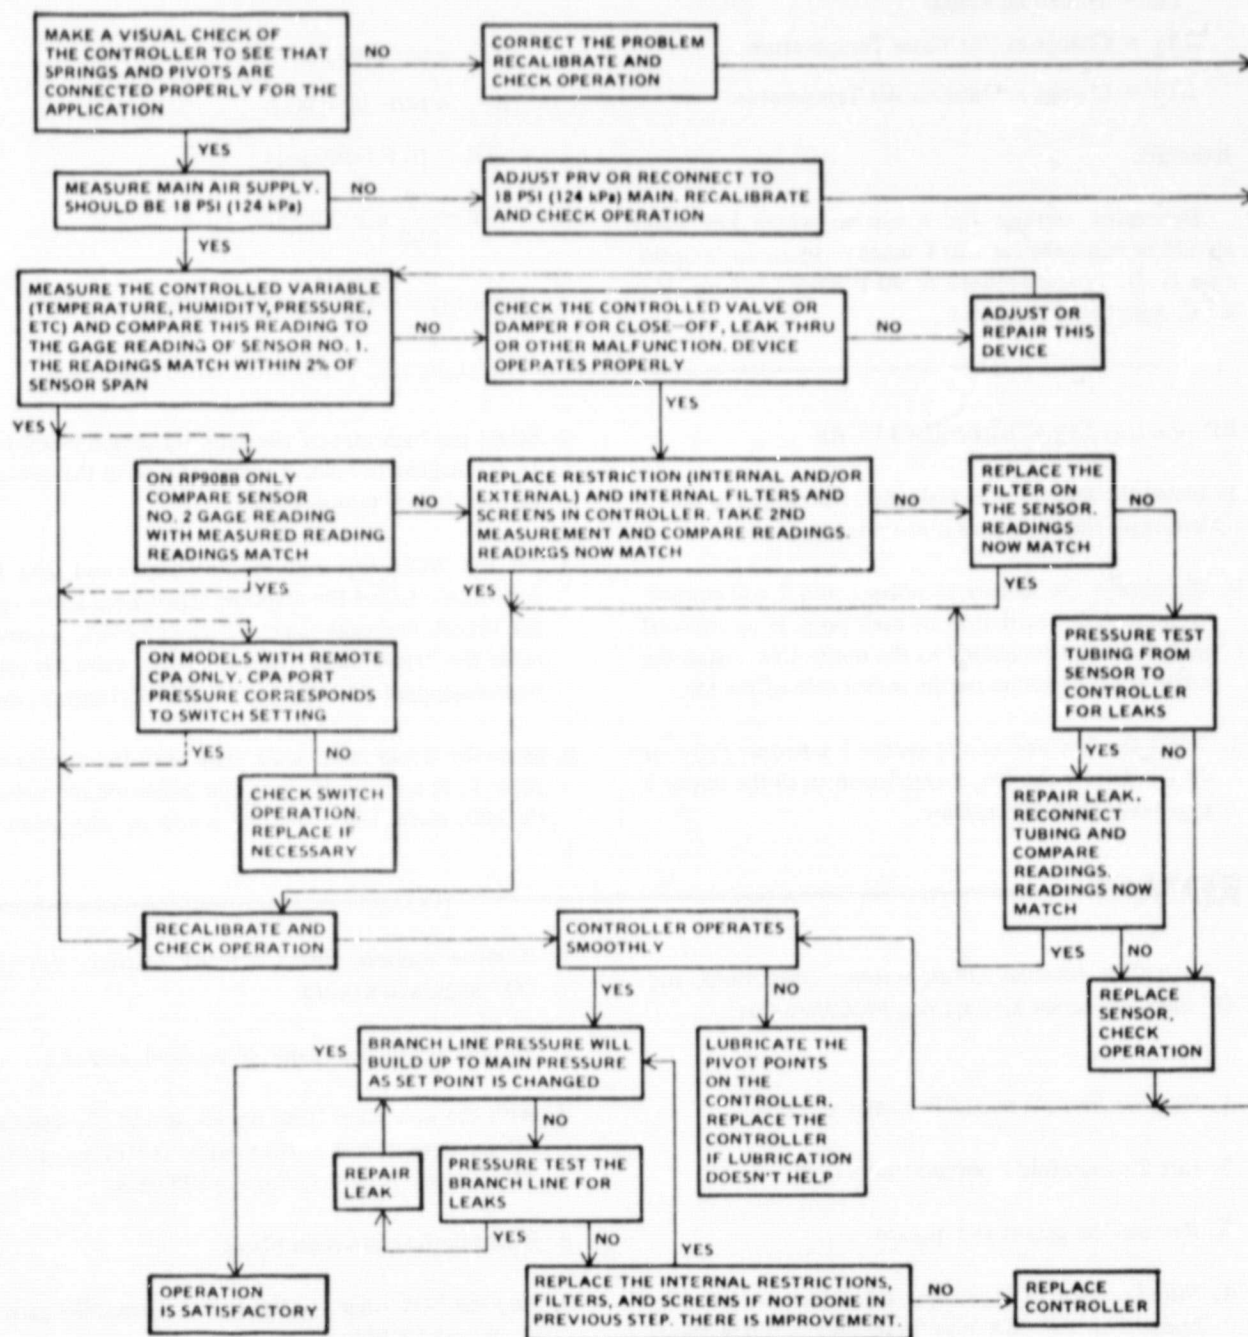 MAKE A VISUAL CHECK OF
THE CONTROLLER TO SEE THAT
SPRINGS AND PIVOTS ARE
CONNECTED PROPERLY FOR THE
APPLICATION
NO
CORRECT THE PROBLEM
RECALIBRATE AND
CHECK OPERATION
YES
MEASURE MAIN AIR SUPPLY.
SHOULD BE 18 PSI (124 kPa)
NO
ADJUST PRV OR RECONNECT TO
18 PSI (124 kPa) MAIN. RECALIBRATE
AND CHECK OPERATION
YES
MEASURE THE CONTROLLED VARIABLE
(TEMPERATURE, HUMIDITY, PRESSURE,
ETC) AND COMPARE THIS READING TO
THE GAGE READING OF SENSOR NO. 1.
THE READINGS MATCH WITHIN 2% OF
SENSOR SPAN
NO
CHECK THE CONTROLLED VALVE OR
DAMPER FOR CLOSE-OFF, LEAK THRU
OR OTHER MALFUNCTION. DEVICE
OPERATES PROPERLY
NO
ADJUST OR
REPAIR THIS
DEVICE
YES
YES
ON RP908B ONLY
COMPARE SENSOR
NO. 2 GAGE READING
WITH MEASURED READING
READINGS MATCH
NO
REPLACE RESTRICTION (INTERNAL AND/OR
EXTERNAL) AND INTERNAL FILTERS AND
SCREENS IN CONTROLLER. TAKE 2ND
MEASUREMENT AND COMPARE READINGS.
READINGS NOW MATCH
NO
REPLACE THE
FILTER ON
THE SENSOR.
READINGS
NOW MATCH
NO
YES
YES
YES
ON MODELS WITH REMOTE
CPA ONLY. CPA PORT
PRESSURE CORRESPONDS
TO SWITCH SETTING
PRESSURE TEST
TUBING FROM
SENSOR TO
CONTROLLER
FOR LEAKS
YES
NO
YES
NO
CHECK SWITCH
OPERATION,
REPLACE IF
NECESSARY
REPAIR LEAK,
RECONNECT
TUBING AND
COMPARE
READINGS,
READINGS NOW
MATCH
RECALIBRATE AND
CHECK OPERATION
CONTROLLER OPERATES
SMOOTHLY
YES
NO
YES
NO
REPLACE
SENSOR,
CHECK
OPERATION
YES
BRANCH LINE PRESSURE WILL
BUILD UP TO MAIN PRESSURE
AS SET POINT IS CHANGED
LUBRICATE THE
PIVOT POINTS
ON THE
CONTROLLER,
REPLACE THE
CONTROLLER
IF LUBRICATION
DOESN'T HELP
NO
REPAIR
LEAK
PRESSURE TEST THE
BRANCH LINE FOR
LEAKS
YES
NO
YES
OPERATION
IS SATISFACTORY
REPLACE THE INTERNAL RESTRICTIONS,
FILTERS, AND SCREENS IF NOT DONE IN
PREVIOUS STEP. THERE IS IMPROVEMENT.
NO
REPLACE
CONTROLLER